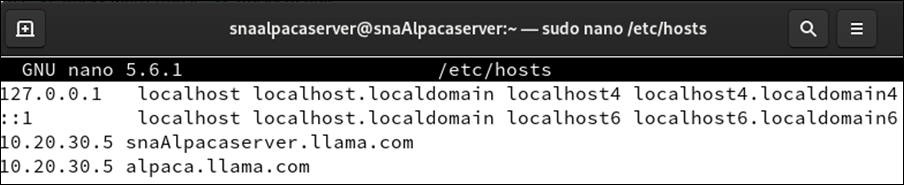 snaalpacaserver@snaAlpacaserver:~ — sudo nano /etc/hosts
GNU nano 5.6.1 /etc/hosts
127.0.0.1 localhost localhost.localdomain localhost4 localhost4.localdomain4
::1 localhost localhost.localdomain localhost6 localhost6.localdomain6
10.20.30.5 snaAlpacaserver.llama.com
10.20.30.5 alpaca.llama.com